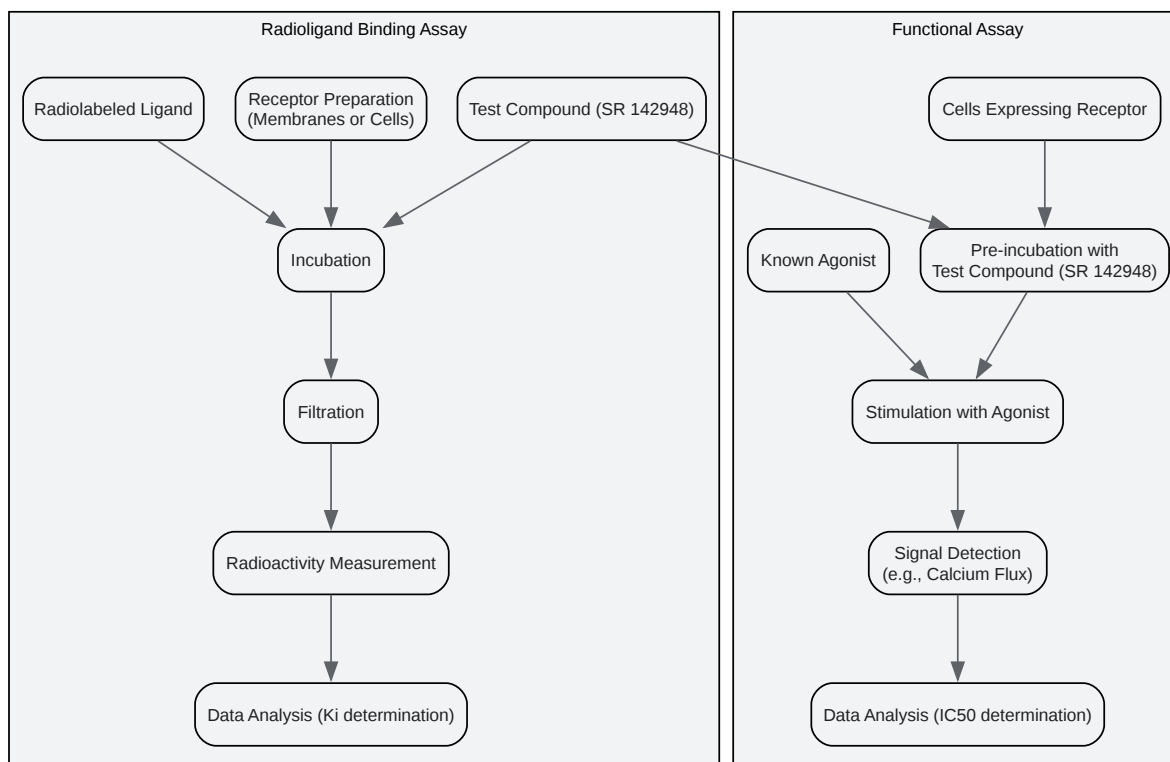 Radioligand Binding Assay
Radiolabeled Ligand
Receptor Preparation
(Membranes or Cells)
Test Compound (SR 142948)
Incubation
Filtration
Radioactivity Measurement
Data Analysis (Ki determination)
Functional Assay
Cells Expressing Receptor
Known Agonist
Pre-incubation with
Test Compound (SR 142948)
Stimulation with Agonist
Signal Detection
(e.g., Calcium Flux)
Data Analysis (IC50 determination)